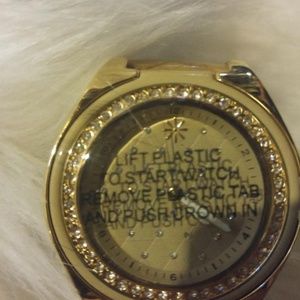 LIFT PLASTIC
TO START WATCH
REMOVE PLASTIC TAB
AND PUSH CROWN IN